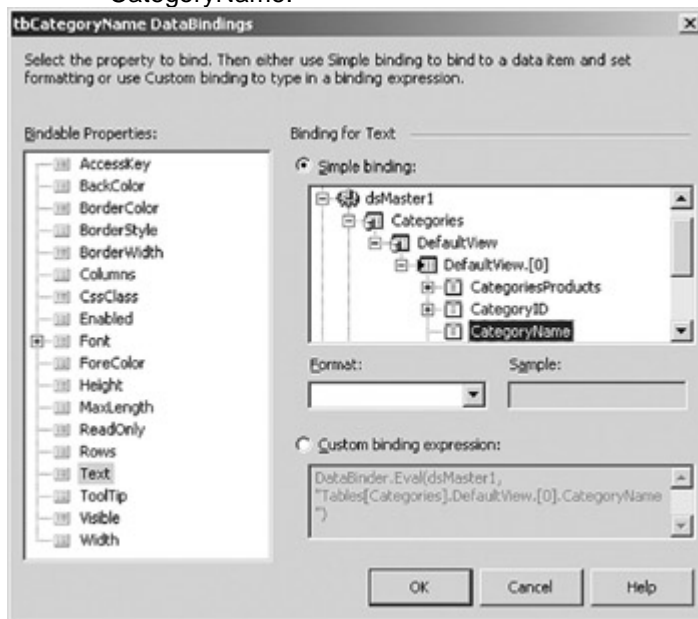 CategoryName.
tbCategoryName DataBindings
Select the property to bind. Then either use Simple binding to bind to a data item and set
formatting or use Custom binding to type in a binding expression.
Bindable Properties:
AccessKey
BackColor
BorderColor
BorderStyle
BorderWidth
Columns
CssClass
Enabled
Font
ForeColor
Height
MaxLength
ReadOnly
Rows
Text
ToolTip
Visible
Width
Binding for Text
Simple binding:
dsMaster1
Categories
DefaultView
DefaultView.[0]
CategoriesProducts
CategoryID
CategoryName
Format:
Sample:
Custom binding expression:
DataBinder.Eval(dsMaster1,
"Tables[Categories].DefaultView.[0].CategoryName
")
OK
Cancel
Help